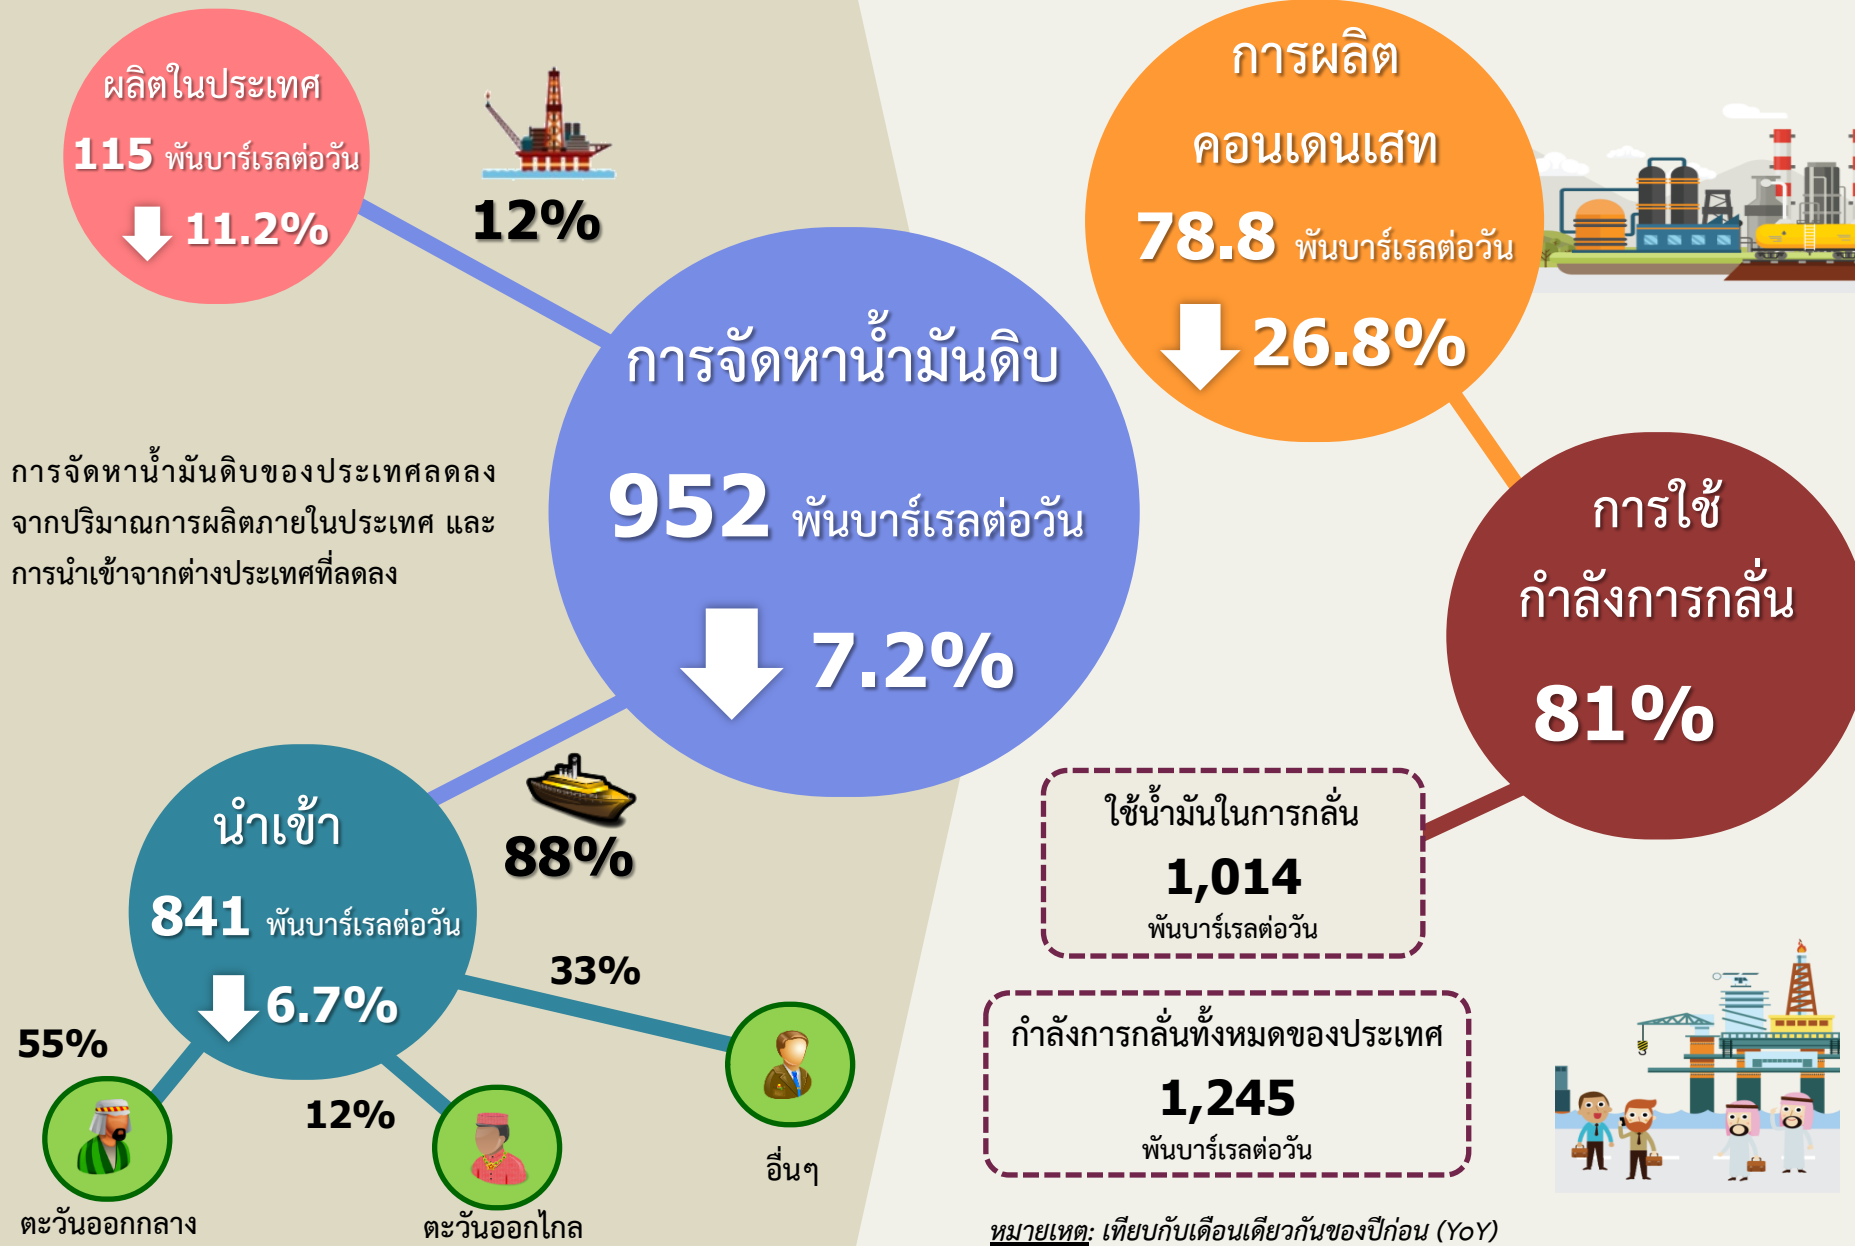 ผลิตในประเทศ
115 พันบาร์เรลต่อวัน
11.2%
12%
การจัดหาน้ำมันดิบ
952 พันบาร์เรลต่อวัน
7.2%
การจัดหาน้ำมันดิบของประเทศลดลง
จากปริมาณการผลิตภายในประเทศ และ
การนำเข้าจากต่างประเทศที่ลดลง
88%
นำเข้า
841 พันบาร์เรลต่อวัน
6.7%
55%
ตะวันออกกลาง
12%
ตะวันออกไกล
33%
อื่นๆ
การผลิต
คอนเดนเสท
78.8 พันบาร์เรลต่อวัน
26.8%
การใช้
กำลังการกลั่น
81%
ใช้น้ำมันในการกลั่น
1,014
พันบาร์เรลต่อวัน
กำลังการกลั่นทั้งหมดของประเทศ
1,245
พันบาร์เรลต่อวัน
หมายเหตุ: เทียบกับเดือนเดียวกันของปีก่อน (YoY)